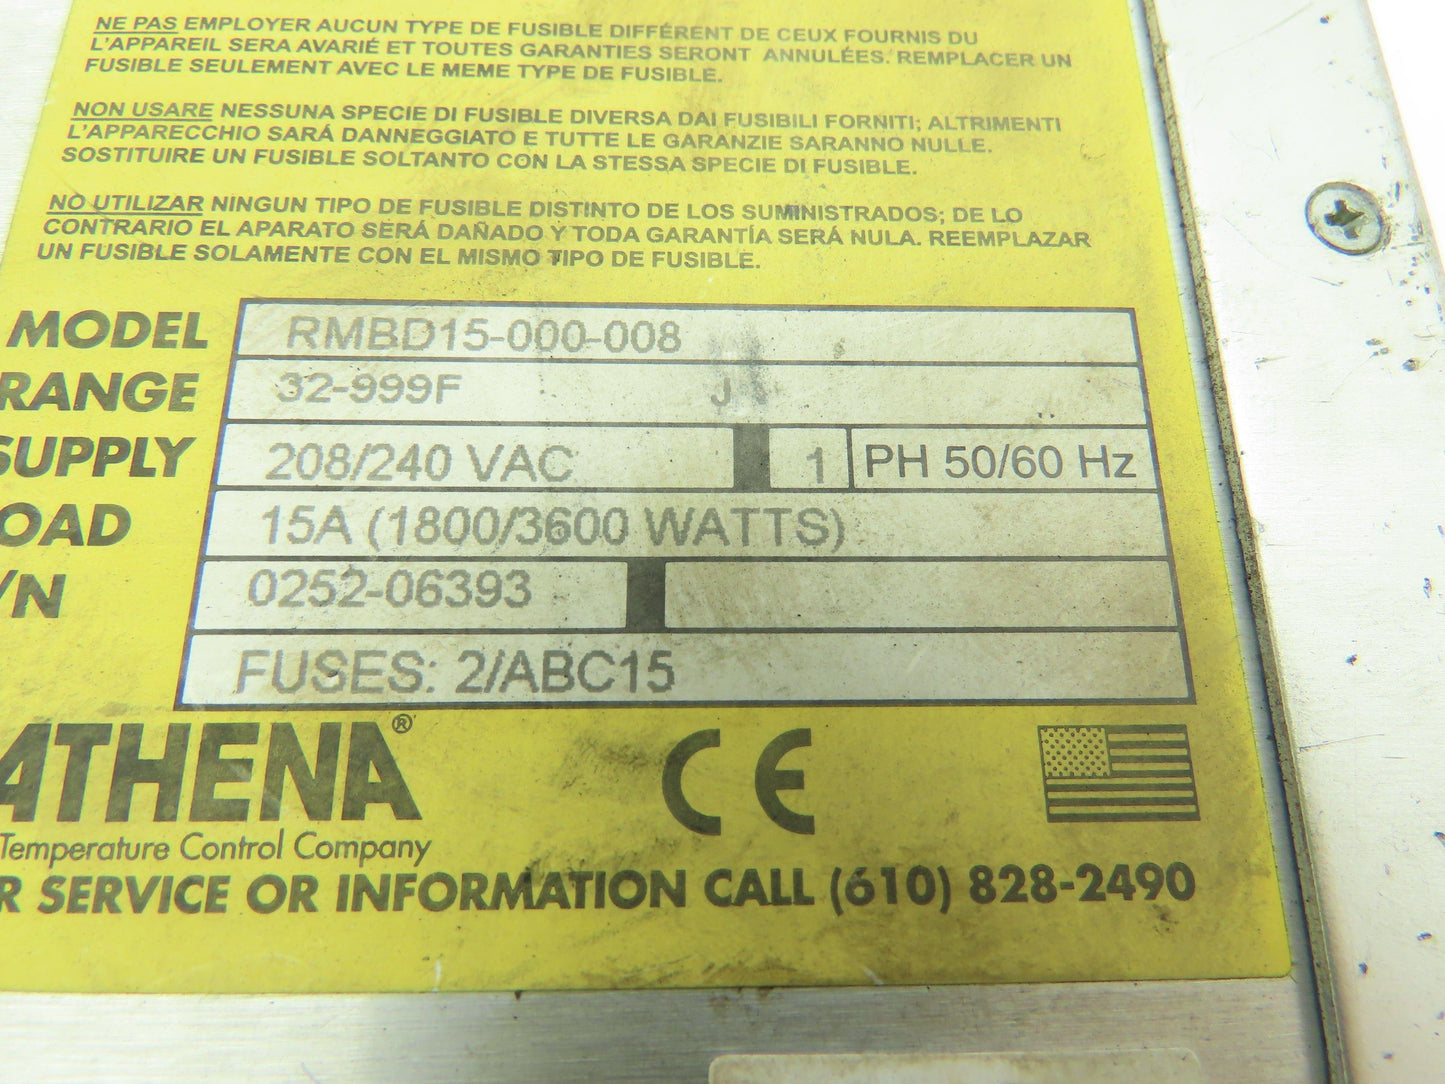 NE PAS EMPLOYER AUCUN TYPE DE FUSIBLE DIFFÉRENT DE CEUX FOURNIS DU
L'APPAREIL SERA AVARIÉ ET TOUTES GARANTIES SERONT ANNULÉES. REMPLACER UN
FUSIBLE SEULEMENT AVEC LE MEME TYPE DE FUSIBLE.
NON USARE NESSUNA SPECIE DI FUSIBLE DIVERSA DAI FUSIBILI FORNITI; ALTRIMENTI
L'APPARECCHIO SARÁ DANNEGGIATO E TUTTE LE GARANZIE SARANNO NULLE.
SOSTITUIRE UN FUSIBLE SOLTANTO CON LA STESSA SPECIE DI FUSIBLE.
NO UTILIZAR NINGUN TIPO DE FUSIBLE DISTINTO DE LOS SUMINISTRADOS; DE LO
CONTRARIO EL APARATO SERÁ DAÑADO Y TODA GARANTÍA SERÁ NULA. REEMPLAZAR
UN FUSIBLE SOLAMENTE CON EL MISMO TIPO DE FUSIBLE.
MODEL RMBD15-000-008
RANGE 32-999F J
SUPPLY 208/240 VAC 1 PH 50/60 Hz
OAD 15A (1800/3600 WATTS)
/N 0252-06393
FUSES: 2/ABC15
ATHENA®
CE
Temperature Control Company
R SERVICE OR INFORMATION CALL (610) 828-2490